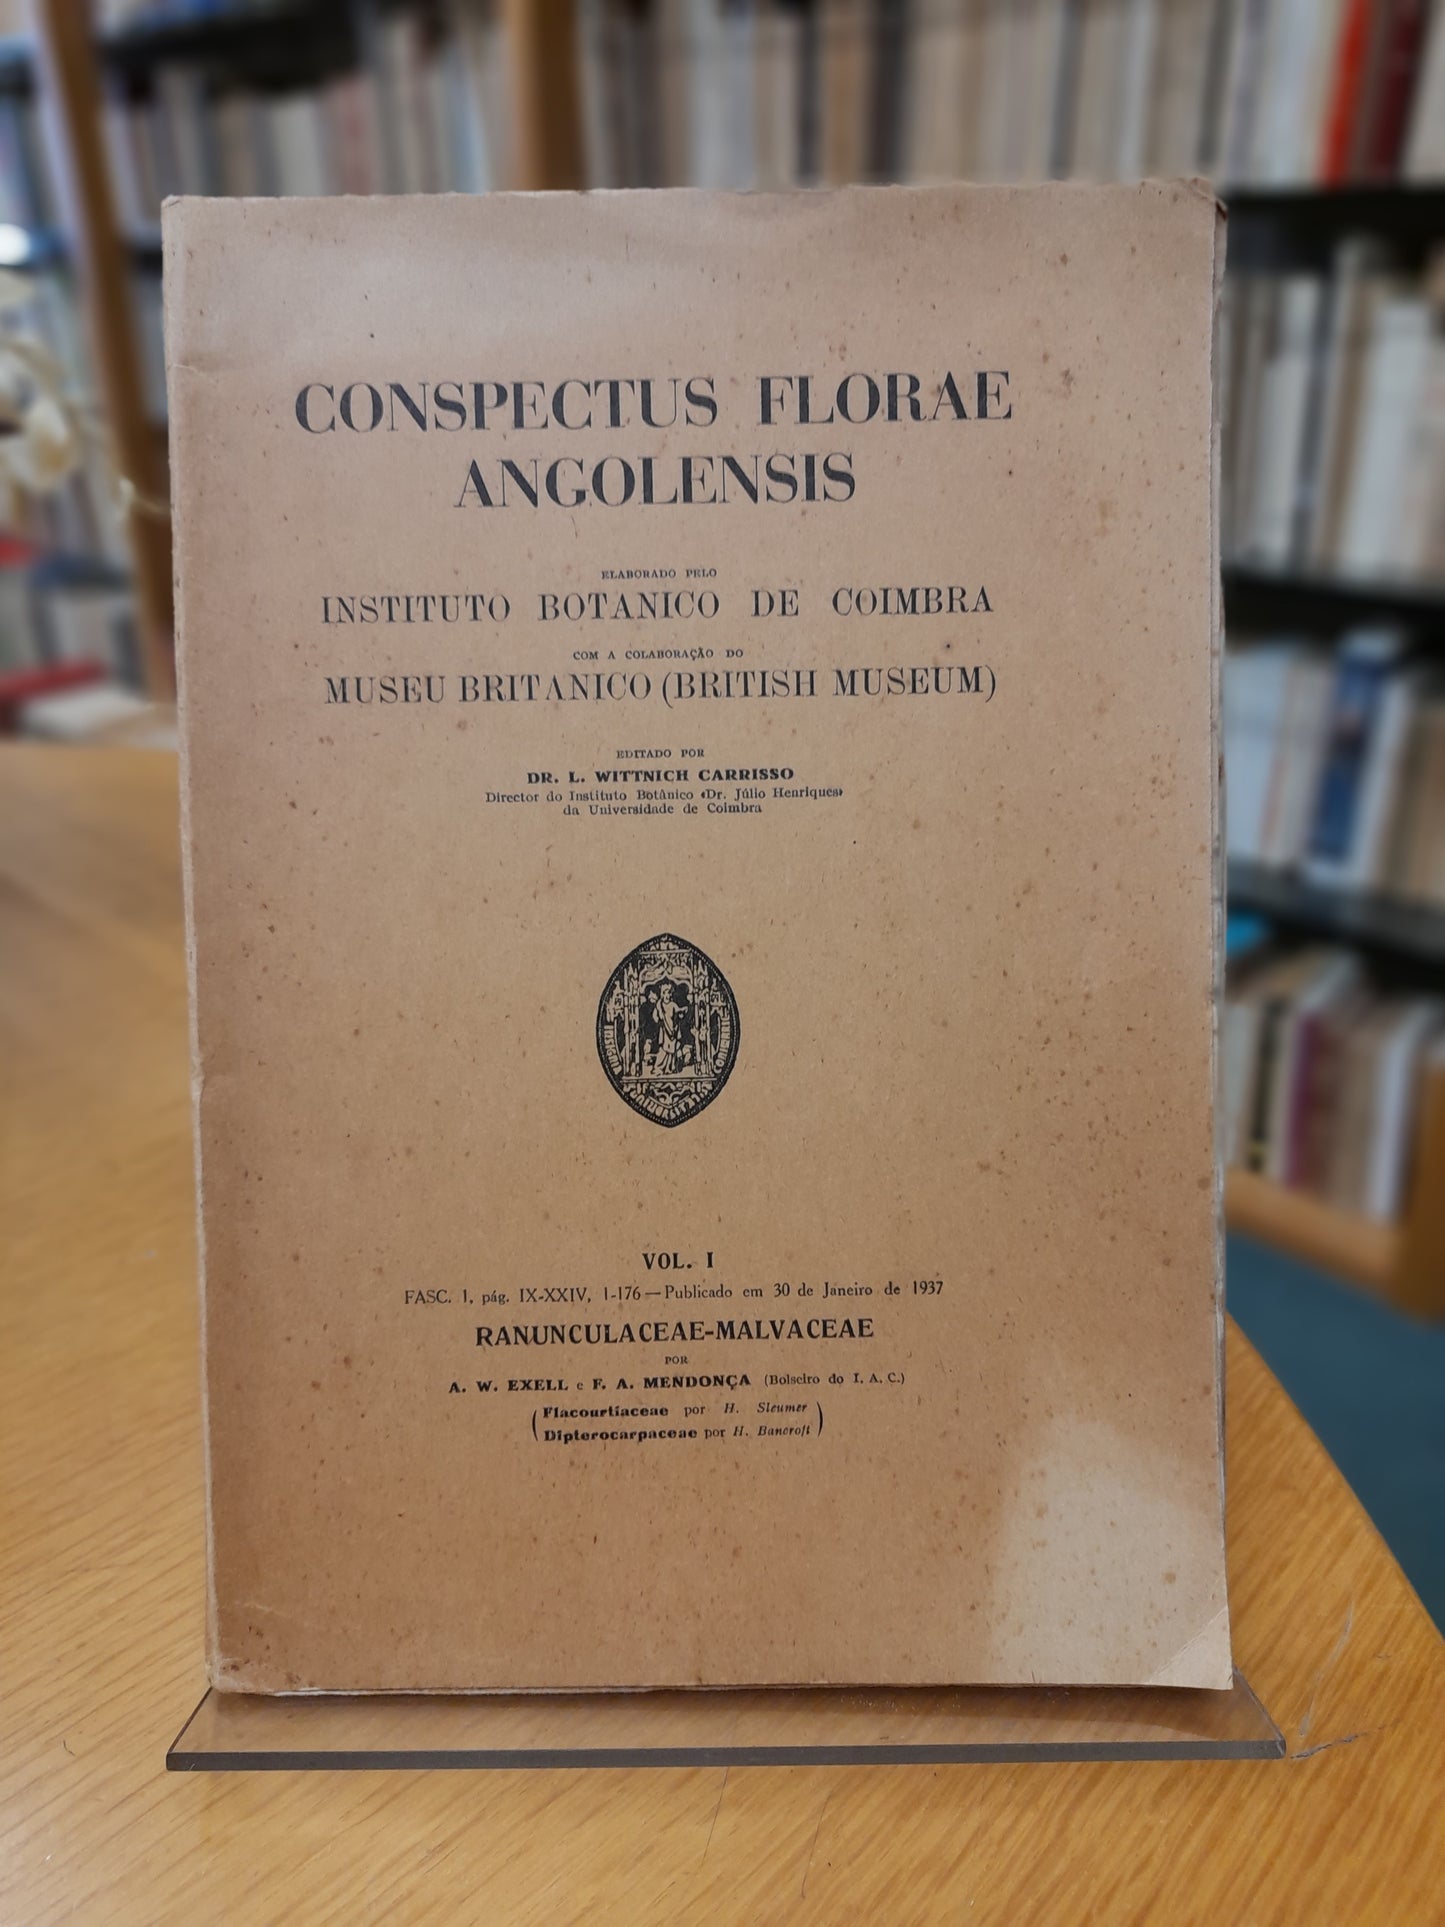 CONSPECTUS FLORAE
ANGOLENSIS
ELABORADO PELO
INSTITUTO BOTANICO DE COIMBRA
COM A COLABORAÇÃO DO
MUSEU BRITANICO (BRITISH MUSEUM)
EDITADO POR
DR. L. WITTNICH CARRISSO
Director do Instituto Botânico «Dr. Júlio Henriques»
da Universidade de Coimbra
VOL. I
FASC. 1, pág. IX-XXIV, 1-176 — Publicado em 30 de Janeiro de 1937
RANUNCULACEAE-MALVACEAE
POR
A. W. EXELL e F. A. MENDONÇA (Bolseiro do I. A. C.)
(Flacourtiaceae por H. Sleumer
Dipterocarpaceae por H. Bancroft)